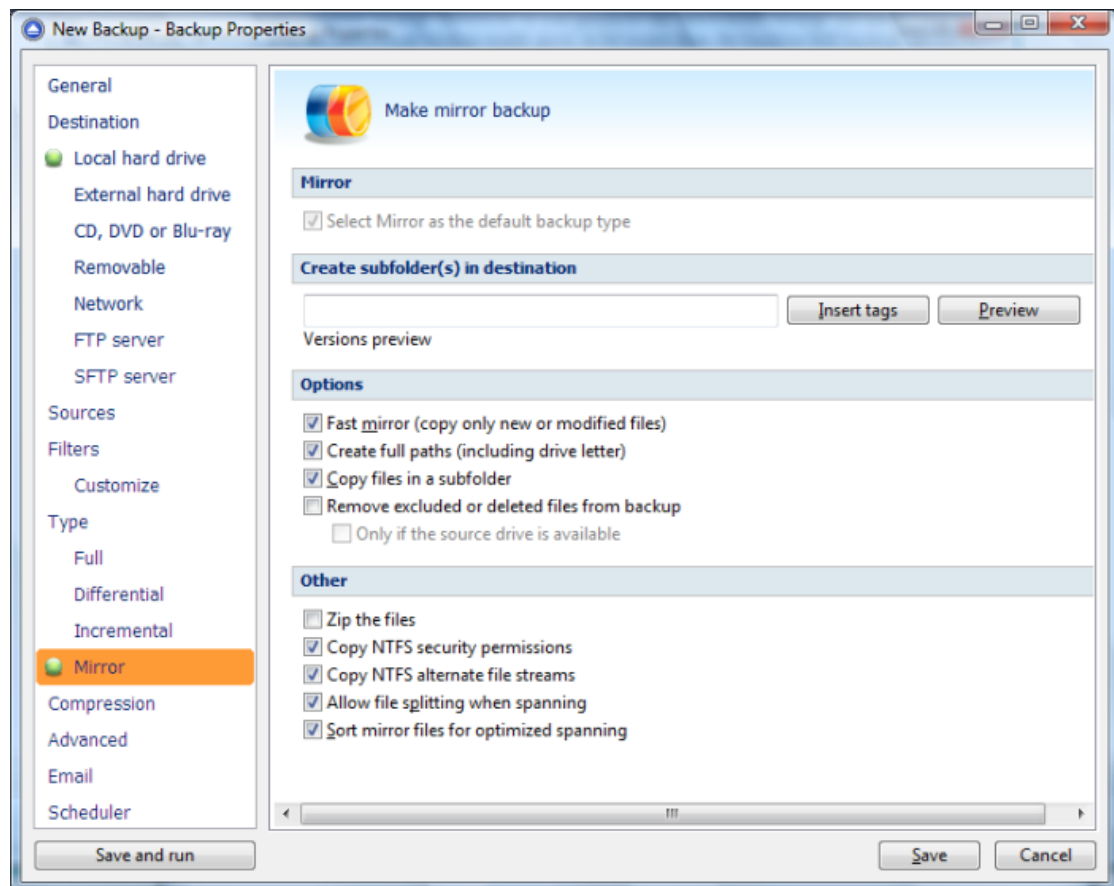 New Backup - Backup Properties
General
Destination
Local hard drive
External hard drive
CD, DVD or Blu-ray
Removable
Network
FTP server
SFTP server
Sources
Filters
Customize
Type
Full
Differential
Incremental
Mirror
Compression
Advanced
Email
Scheduler
Make mirror backup
Mirror
Select Mirror as the default backup type
Create subfolder(s) in destination
Insert tags Preview
Versions preview
Options
Fast mirror (copy only new or modified files)
Create full paths (including drive letter)
Copy files in a subfolder
Remove excluded or deleted files from backup
Only if the source drive is available
Other
Zip the files
Copy NTFS security permissions
Copy NTFS alternate file streams
Allow file splitting when spanning
Sort mirror files for optimized spanning
Save and run Save Cancel